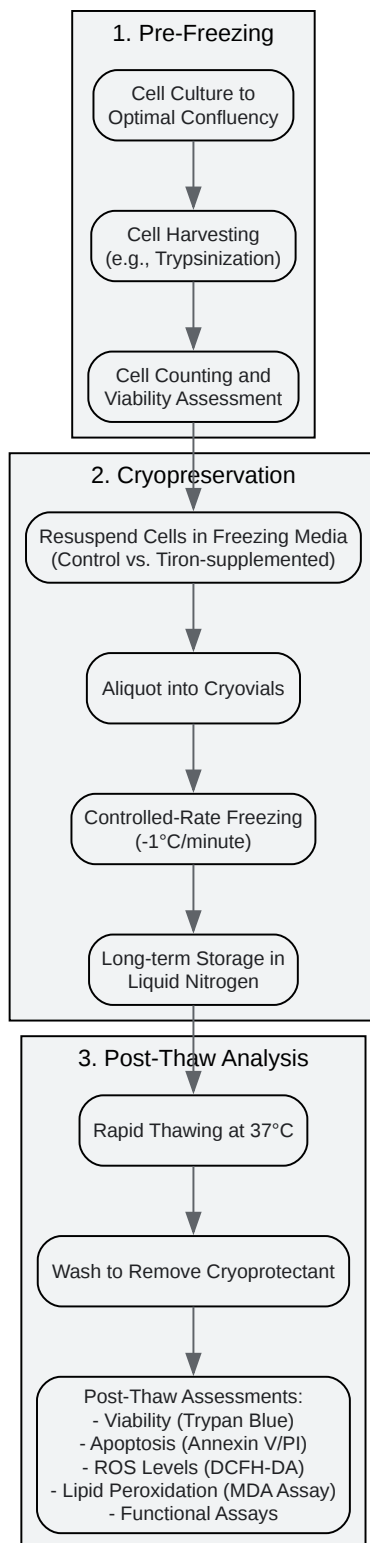 1. Pre-Freezing
Cell Culture to
Optimal Confluency
Cell Harvesting
(e.g., Trypsinization)
Cell Counting and
Viability Assessment
2. Cryopreservation
Resuspend Cells in Freezing Media
(Control vs. Tiron-supplemented)
Aliquot into Cryovials
Controlled-Rate Freezing
(-1°C/minute)
Long-term Storage in
Liquid Nitrogen
3. Post-Thaw Analysis
Rapid Thawing at 37°C
Wash to Remove Cryoprotectant
Post-Thaw Assessments:
- Viability (Trypan Blue)
- Apoptosis (Annexin V/PI)
- ROS Levels (DCFH-DA)
- Lipid Peroxidation (MDA Assay)
- Functional Assays